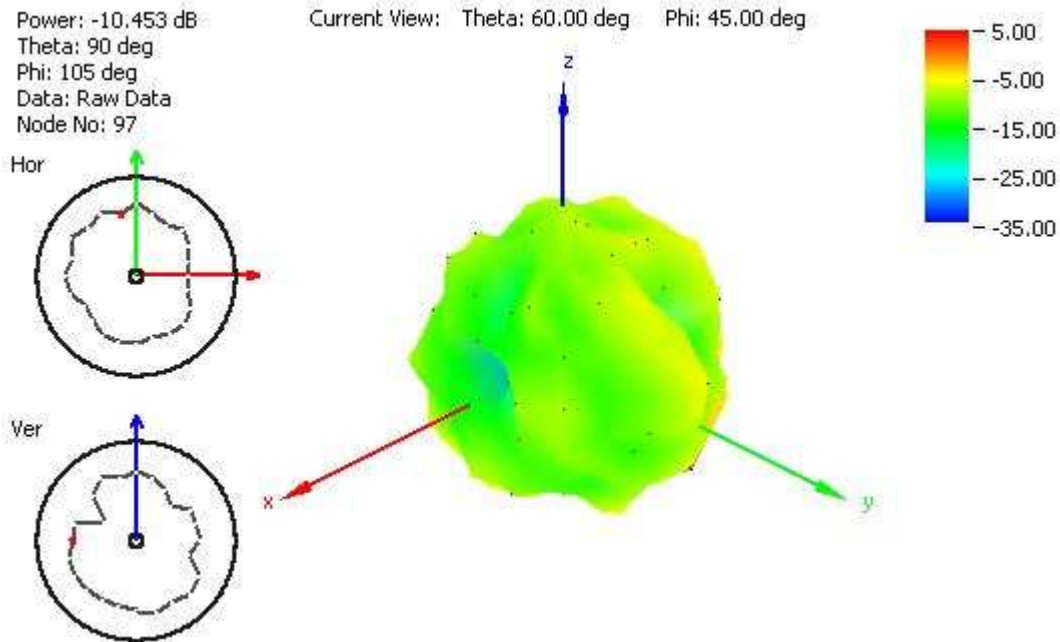 Power: -10.453 dB
Theta: 90 deg
Phi: 105 deg
Data: Raw Data
Node No: 97
Current View: Theta: 60.00 deg Phi: 45.00 deg
5.00
-5.00
-15.00
-25.00
-35.00
Hor
Ver
z
x
y